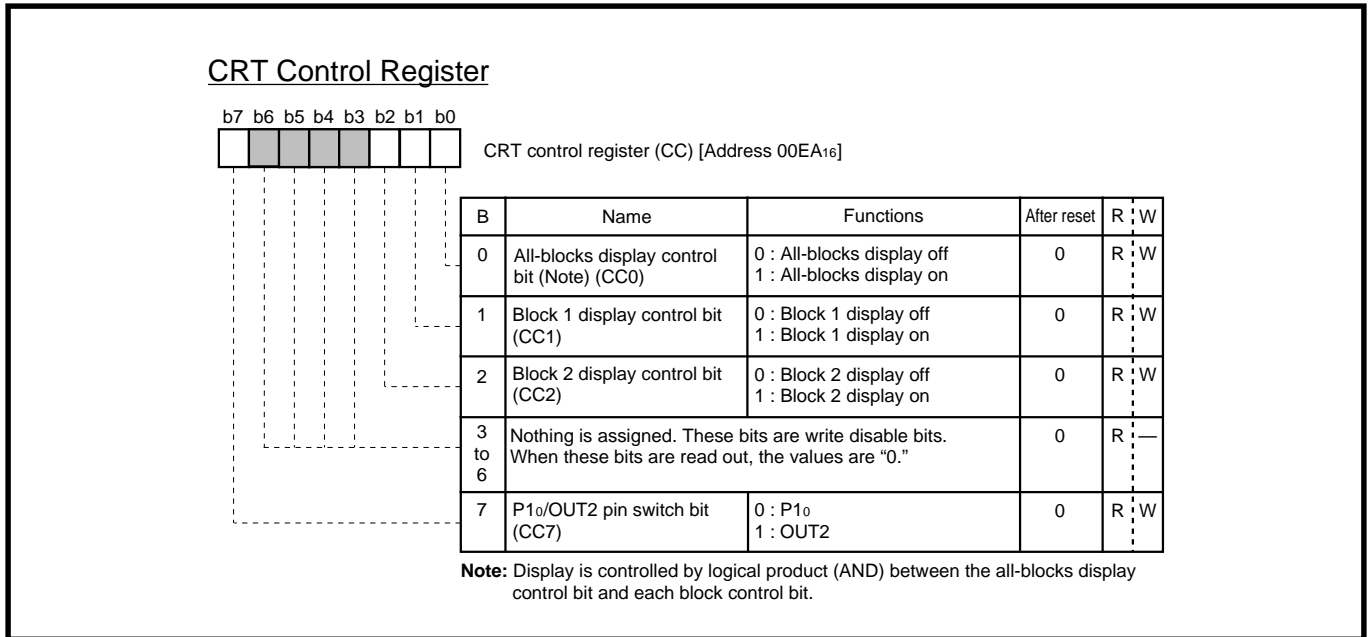 CRT Control Register
b7 b6 b5 b4 b3 b2 b1 b0
CRT control register (CC) [Address 00EA16]
B Name Functions After reset R W
0 All-blocks display control bit (Note) (CC0) 0 : All-blocks display off 0 R W
1 : All-blocks display on
1 Block 1 display control bit (CC1) 0 : Block 1 display off 0 R W
1 : Block 1 display on
2 Block 2 display control bit (CC2) 0 : Block 2 display off 0 R W
1 : Block 2 display on
3 to 6 Nothing is assigned. These bits are write disable bits. 0 R —
When these bits are read out, the values are “0.”
7 P10/OUT2 pin switch bit (CC7) 0 : P10 0 R W
1 : OUT2
Note: Display is controlled by logical product (AND) between the all-blocks display
control bit and each block control bit.